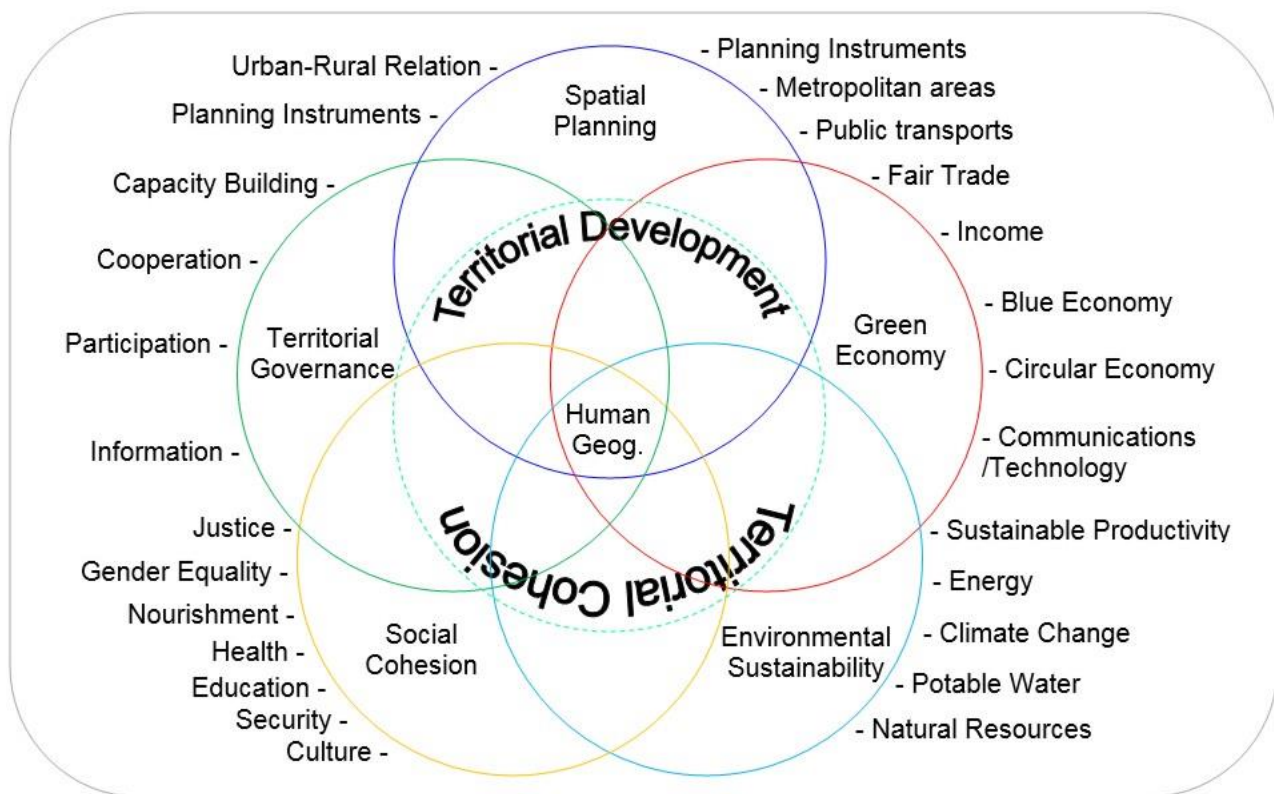 Urban-Rural Relation -
- Planning Instruments
Planning Instruments -
Spatial
Planning
- Metropolitan areas
- Public transports
Capacity Building -
- Fair Trade
Cooperation -
Territorial Development
- Income
Participation -
Territorial
Governance
Green
Economy
- Blue Economy
- Circular Economy
Human
Geog.
Information -
- Communications
/Technology
Territorial Cohesion
Justice -
- Sustainable Productivity
Gender Equality -
- Energy
Nourishment -
Social
Cohesion
Environmental
Sustainability
- Climate Change
Health -
Education -
- Potable Water
Security -
- Natural Resources
Culture -